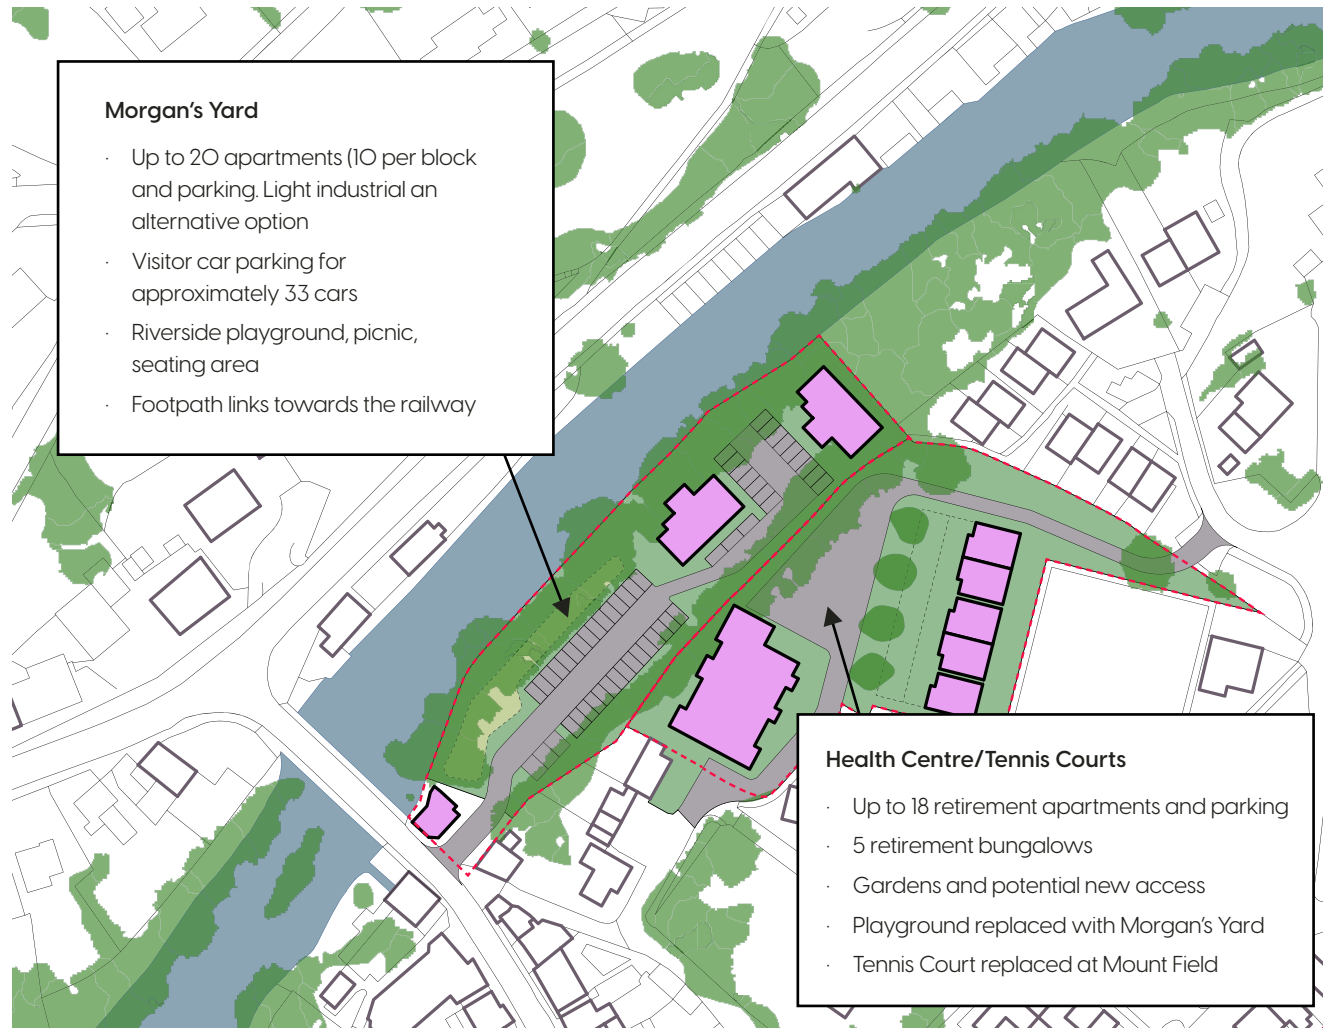 Morgan's Yard
· Up to 20 apartments (10 per block
and parking. Light industrial an
alternative option
· Visitor car parking for
approximately 33 cars
· Riverside playground, picnic,
seating area
· Footpath links towards the railway
Health Centre/Tennis Courts
· Up to 18 retirement apartments and parking
· 5 retirement bungalows
· Gardens and potential new access
· Playground replaced with Morgan's Yard
· Tennis Court replaced at Mount Field